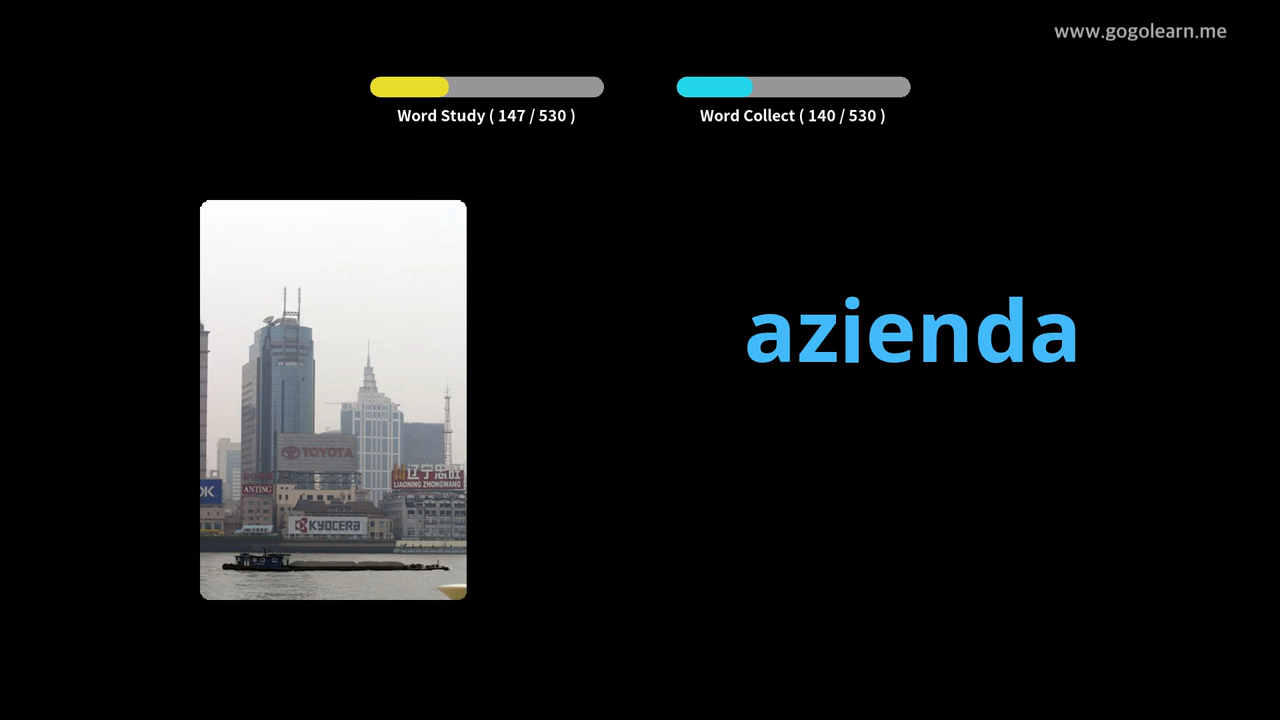 www.gogolearn.me
Word Study ( 147 / 530 )
Word Collect ( 140 / 530 )
azienda
TOYOTA
辽宁忠旺
LIAONING ZHONGWANG
ANTING
KYOCERA